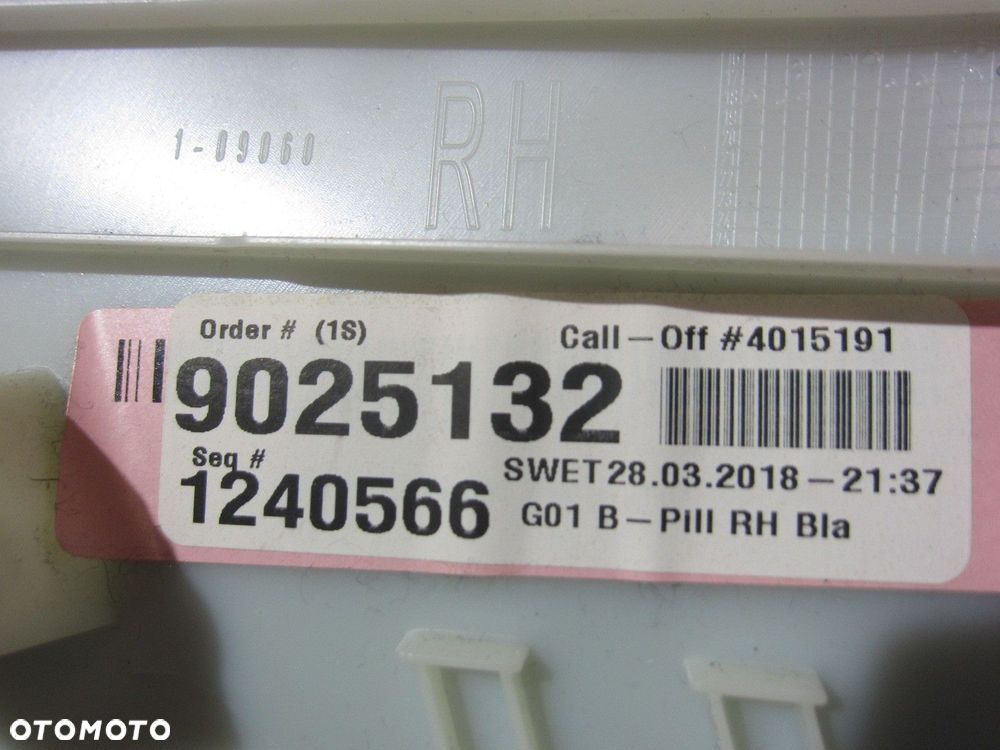 1-09060
RH
Order # (1S)
Call-Off #4015191
9025132
Seq #
SWET 28.03.2018-21:37
1240566
G01 B-Pill RH Bla
OTOMOTO